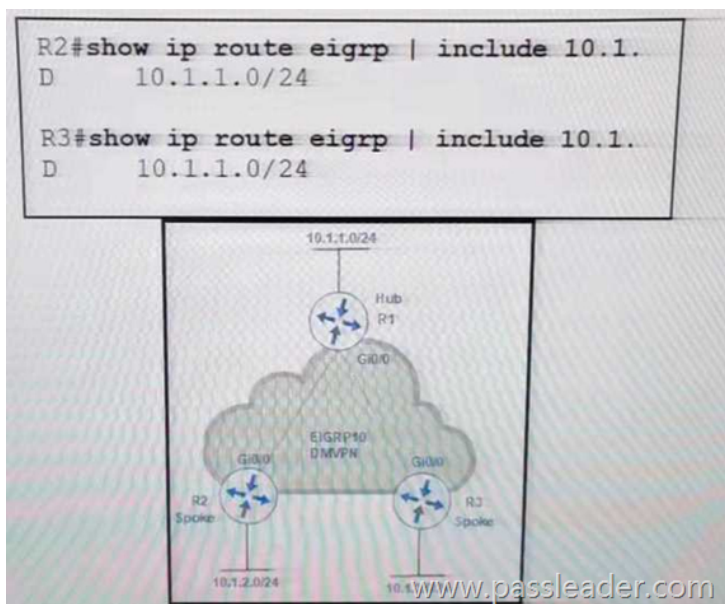 R2#show ip route eigrp | include 10.1.
D 10.1.1.0/24
R3#show ip route eigrp | include 10.1.
D 10.1.1.0/24
10.1.1.0/24
Hub
R1
Gi0/0
EIGRP10
DMVPN
Gi0/0
Gi0/0
R2
Spoke
R3
Spoke
10.1.2.0/24
www.passleader.com